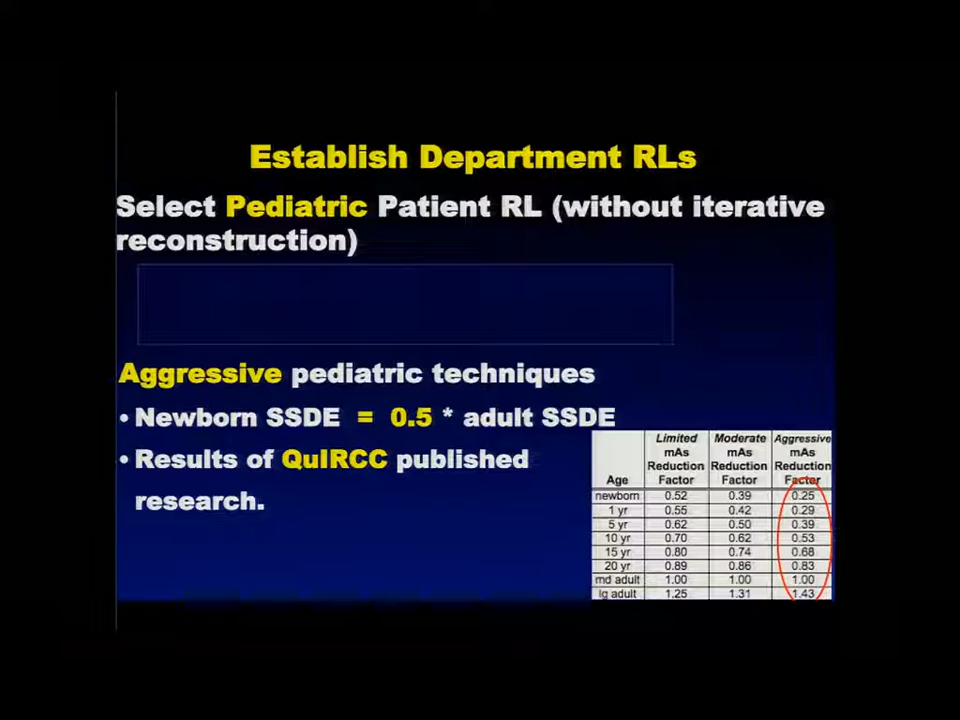 Establish Department RLs
Select Pediatric Patient RL (without iterative
reconstruction)
Aggressive pediatric techniques
• Newborn SSDE = 0.5 * adult SSDE
• Results of QuIRCC published
research.
Age | Limited mAs Reduction Factor | Moderate mAs Reduction Factor | Aggressive mAs Reduction Factor
newborn 0.52 0.39 0.25
1 yr 0.55 0.42 0.29
5 yr 0.62 0.50 0.39
10 yr 0.70 0.62 0.53
15 yr 0.80 0.74 0.68
20 yr 0.89 0.86 0.83
md adult 1.00 1.00 1.00
lg adult 1.25 1.31 1.43